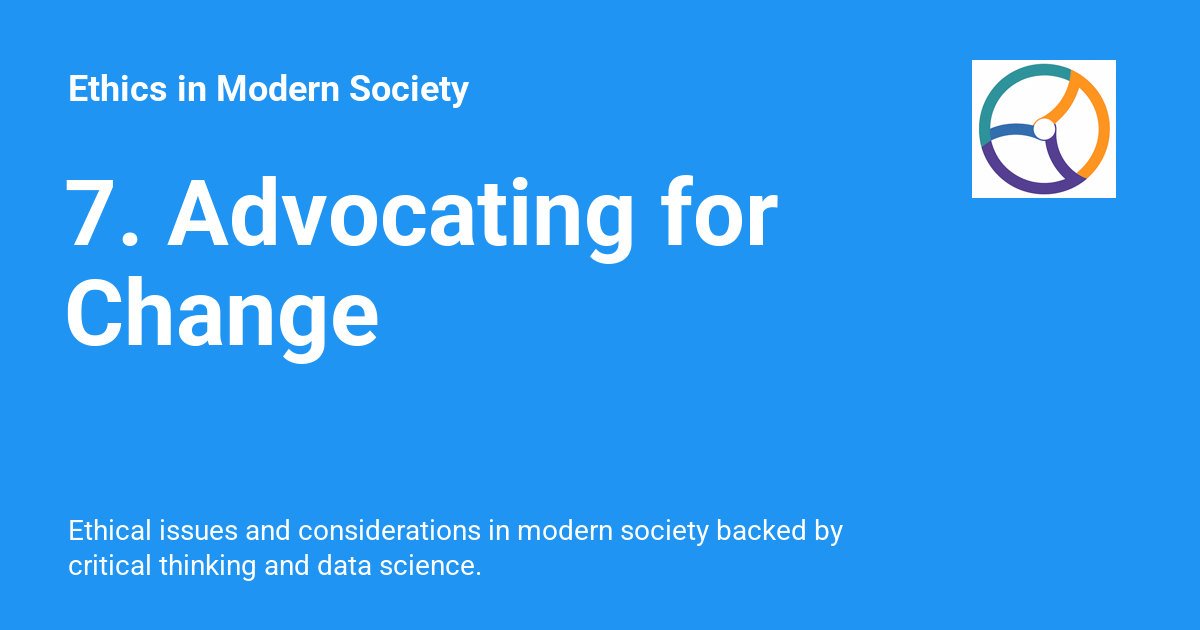 Ethics in Modern Society
7. Advocating for
Change
Ethical issues and considerations in modern society backed by
critical thinking and data science.